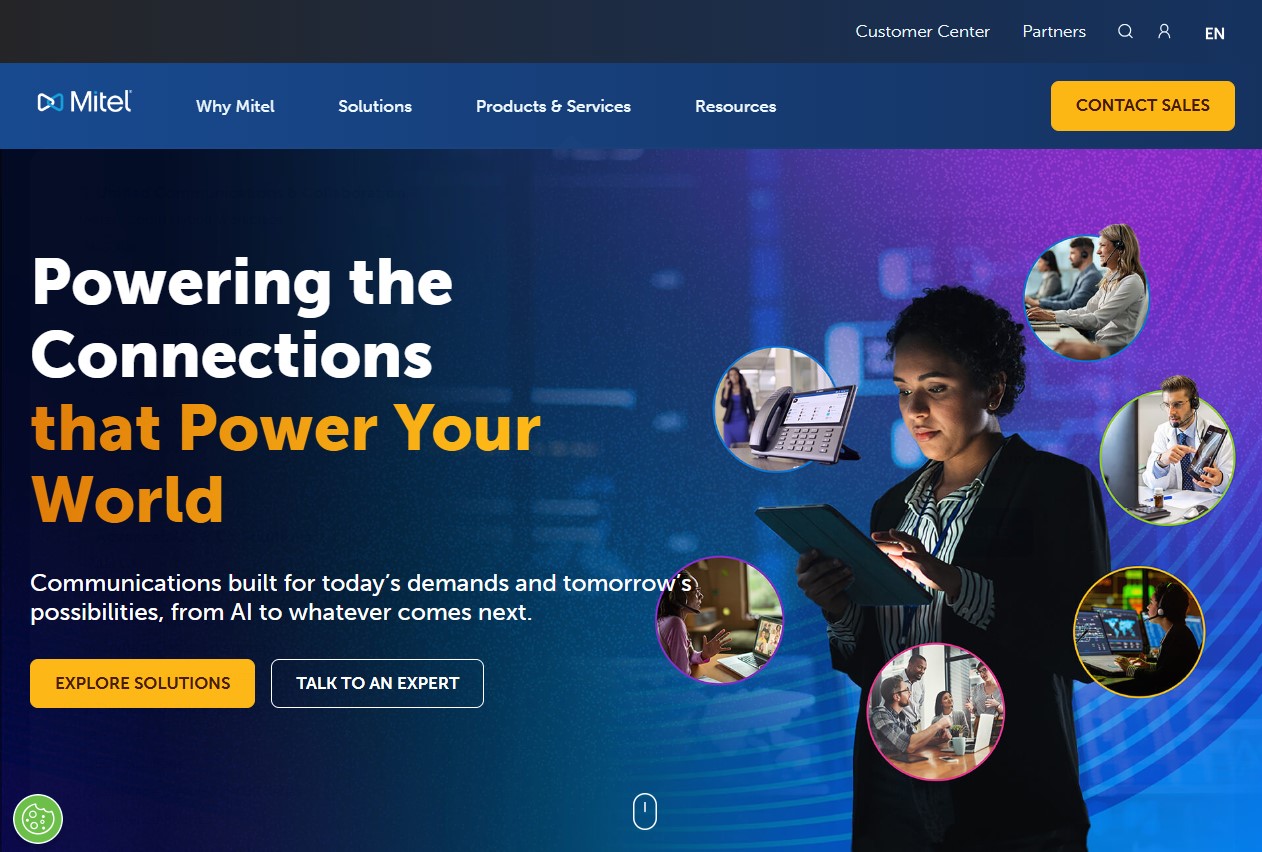 Customer Center Partners EN
Mitel Why Mitel Solutions Products & Services Resources CONTACT SALES
Powering the
Connections
that Power Your
World
Communications built for today's demands and tomorrow's
possibilities, from AI to whatever comes next.
EXPLORE SOLUTIONS TALK TO AN EXPERT